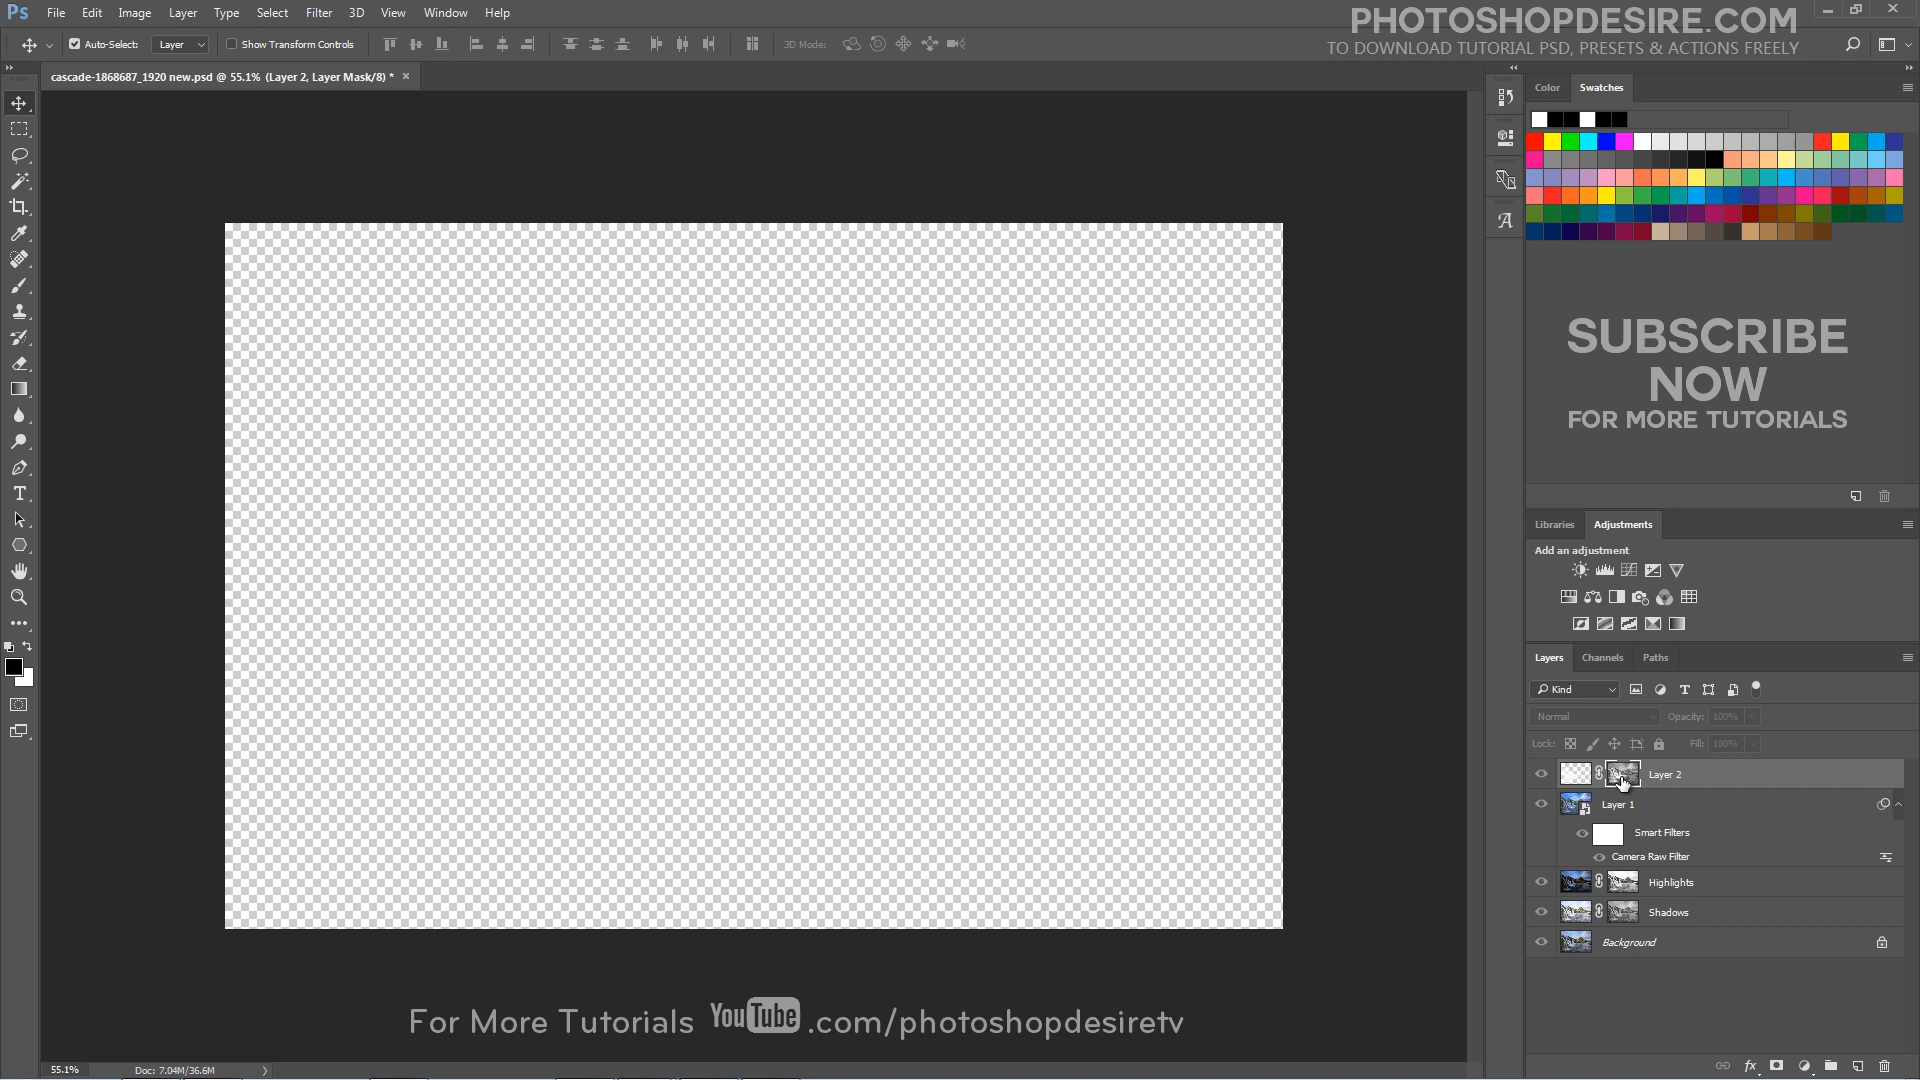 Ps File Edit Image Layer Type Select Filter 3D View Window Help
PHOTOSHOPDESIRE.COM
TO DOWNLOAD TUTORIAL PSD, PRESETS & ACTIONS FREELY
Auto-Select: Layer Show Transform Controls 3D Mode:
cascade-1868687_1920 new.psd @ 55.1% (Layer 2, Layer Mask/8) *
Color Swatches
SUBSCRIBE
NOW
FOR MORE TUTORIALS
Libraries Adjustments
Add an adjustment
Layers Channels Paths
Kind
Normal Opacity: 100%
Lock: Fill: 100%
Layer 2
Layer 1
Smart Filters
Camera Raw Filter
Highlights
Shadows
Background
For More Tutorials YouTube .com/photoshopdesiretv
55.1% Doc: 7.04M/36.6M
fx